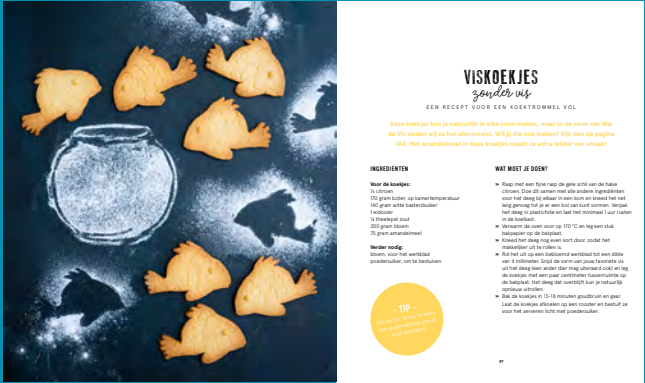 VISKOEKJES
zonder vis
EEN RECEPT VOOR EEN KOEKTROMMEL VOL
Deze koekjes kun je natuurlijk in elke vorm maken, maar in de vorm van Wal
de Vis vinden wij ze het allermooist. Wil jij die ook maken? Kijk dan op pagina
144. Het amandelmeel in deze koekjes maakt ze extra lekker van smaak!
INGREDIËNTEN
Voor de koekjes:
½ citroen
170 gram boter, op kamertemperatuur
140 gram witte basterdsuiker
1 eidooier
¼ theelepel zout
200 gram bloem
75 gram amandelmeel
Verder nodig:
bloem, voor het werkblad
poedersuiker, om te bestuiven
– TIP –
WAT MOET JE DOEN?
» Rasp met een fijne rasp de gele schil van de halve
citroen. Doe dit samen met alle andere ingrediënten
voor het deeg bij elkaar in een kom en kneed het net
lang genoeg tot je er een bol van kunt vormen. Verpak
het deeg in plasticfolie en laat het minimaal 1 uur rusten
in de koelkast.
» Verwarm de oven voor op 170 °C en leg een stuk
bakpapier op de bakplaat.
» Kneed het deeg nog even kort door, zodat het
makkelijker uit te rollen is.
» Rol het uit op een bebloemd werkblad tot een dikte
van 4 millimeter. Snijd de vorm van jouw favoriete vis
uit het deeg (een ander dier mag uiteraard ook) en leg
de koekjes met een paar centimeter tussenruimte op
de bakplaat. Het deeg dat overblijft kun je natuurlijk
opnieuw uitrollen.
» Bak de koekjes in 13-18 minuten goudbruin en gaar.
Laat de koekjes afkoelen op een rooster en bestuif ze
voor het serveren licht met poedersuiker.
97